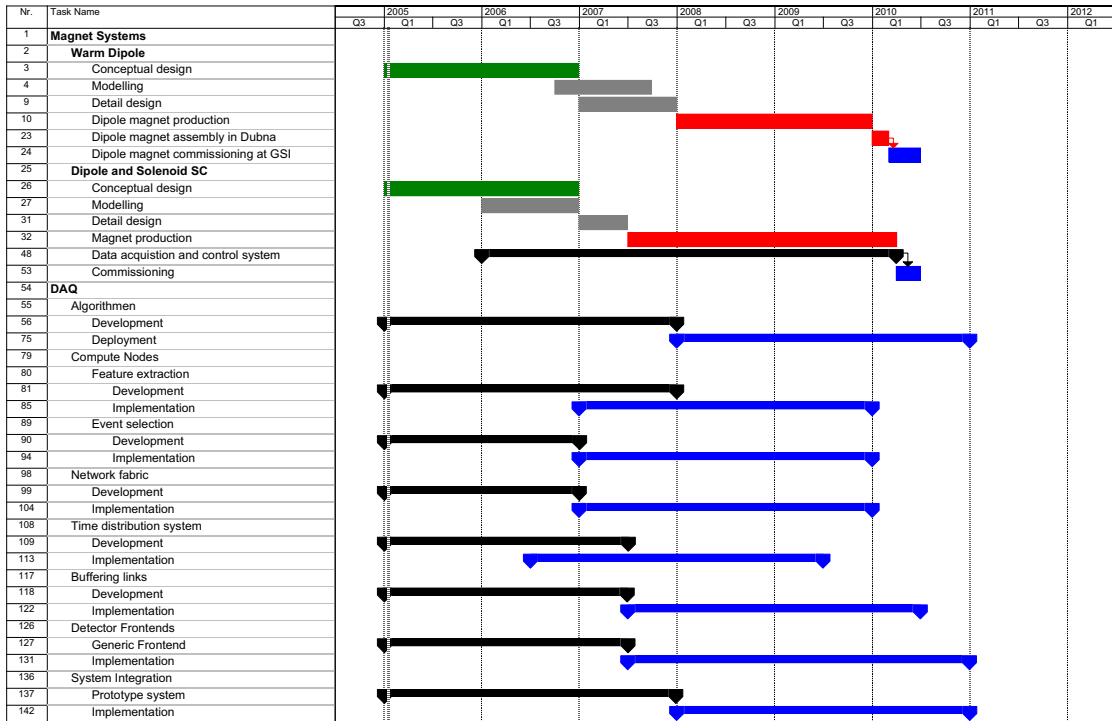 Nr. Task Name 2005 2006 2007 2008 2009 2010 2011 2012
Q3 Q1 Q3 Q1 Q3 Q1 Q3 Q1 Q3 Q1 Q3 Q1 Q3 Q1 Q3 Q1
1 Magnet Systems
2 Warm Dipole
3 Conceptual design
4 Modelling
9 Detail design
10 Dipole magnet production
23 Dipole magnet assembly in Dubna
24 Dipole magnet commissioning at GSI
25 Dipole and Solenoid SC
26 Conceptual design
27 Modelling
31 Detail design
32 Magnet production
48 Data acquistion and control system
53 Commissioning
54 DAQ
55 Algorithmen
56 Development
75 Deployment
79 Compute Nodes
80 Feature extraction
81 Development
85 Implementation
89 Event selection
90 Development
94 Implementation
98 Network fabric
99 Development
104 Implementation
108 Time distribution system
109 Development
113 Implementation
117 Buffering links
118 Development
122 Implementation
126 Detector Frontends
127 Generic Frontend
131 Implementation
136 System Integration
137 Prototype system
142 Implementation